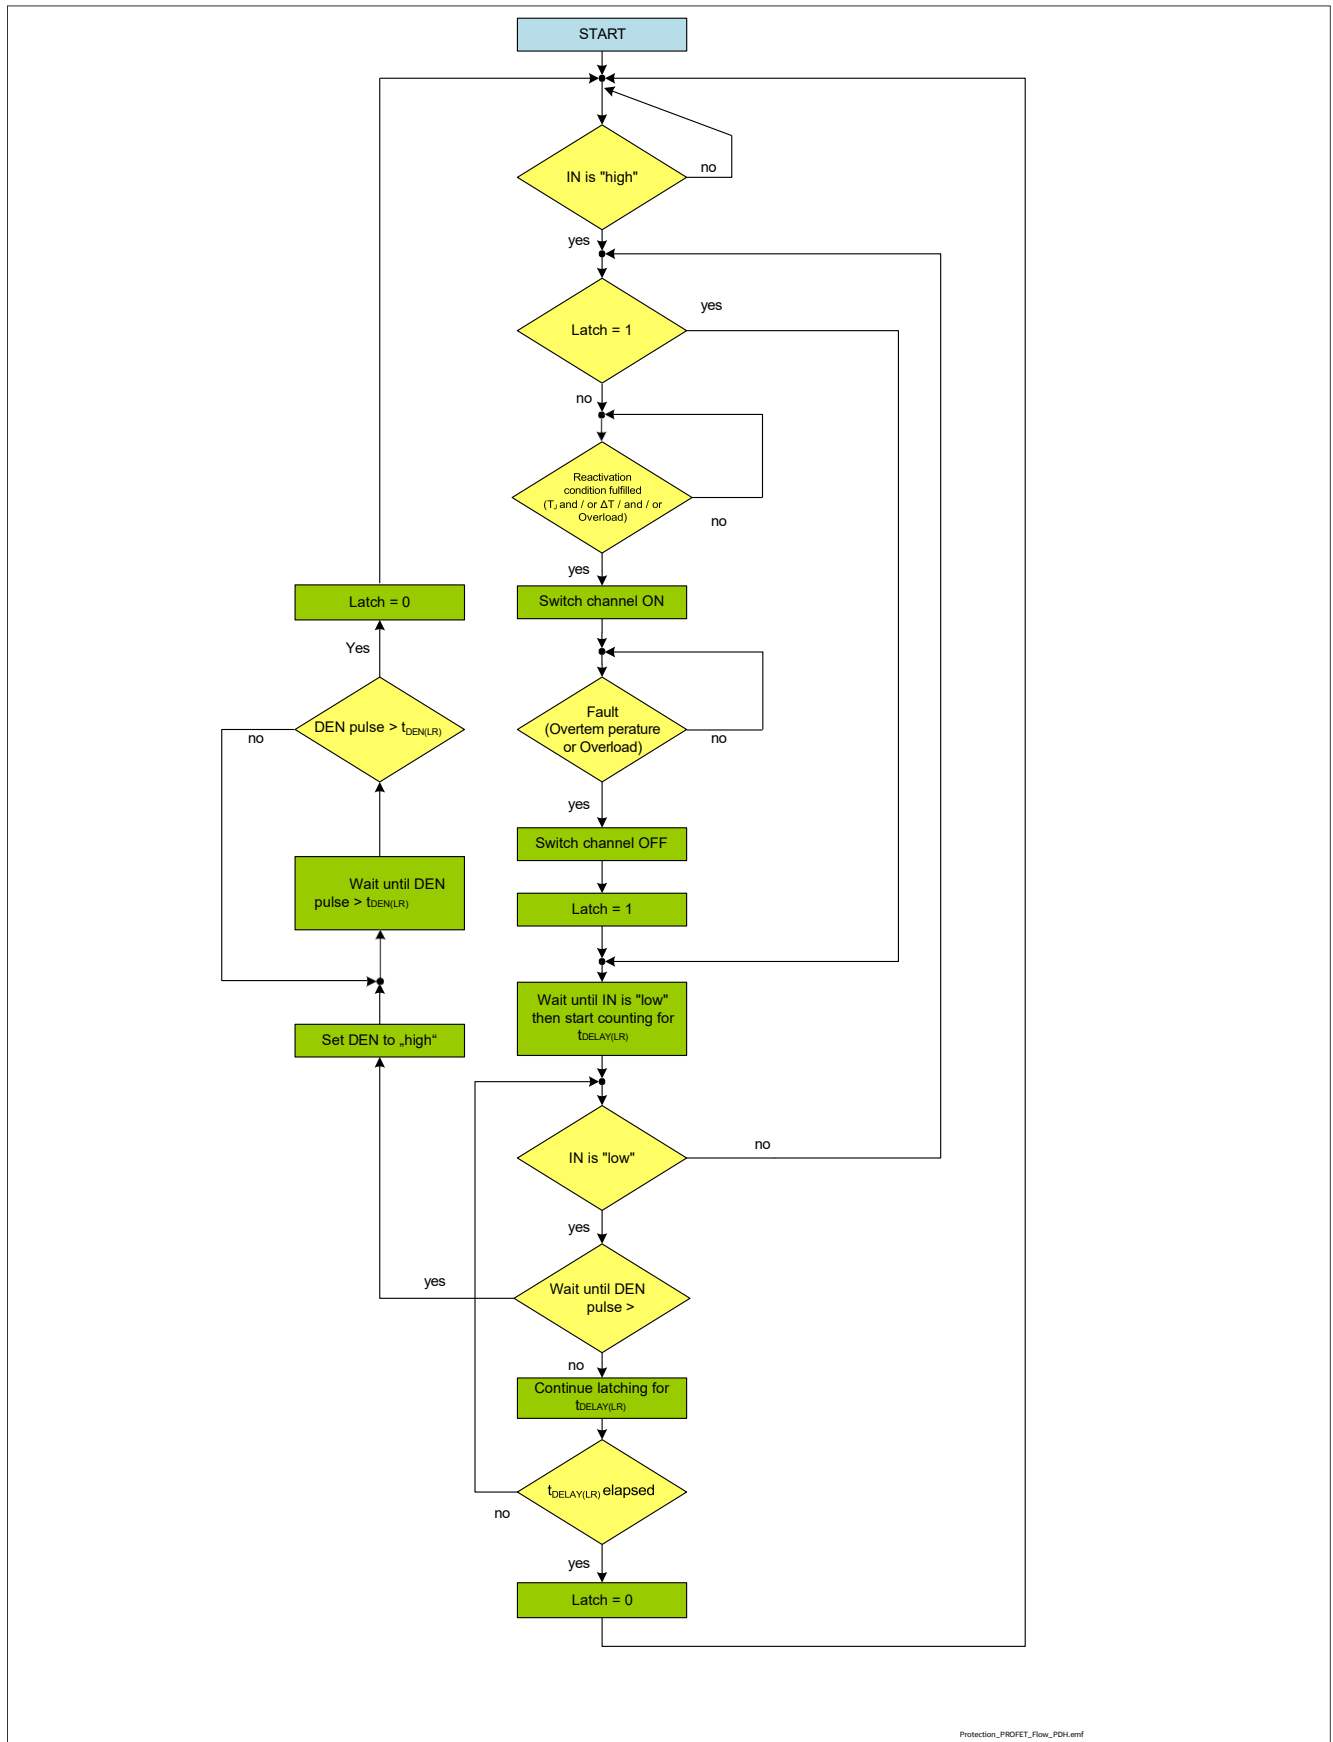 START
IN is "high"
no
yes
Latch = 1
yes
no
Reactivation
condition fulfilled
(TJ and / or ΔT / and / or
Overload)
no
yes
Switch channel ON
Fault
(Overtem perature
or Overload)
no
yes
Switch channel OFF
Latch = 1
Wait until IN is "low"
then start counting for
tDELAY(LR)
IN is "low"
no
yes
Wait until DEN
pulse >
yes
no
Continue latching for
tDELAY(LR)
tDELAY(LR) elapsed
no
yes
Latch = 0
Set DEN to „high“
Wait until DEN
pulse > tDEN(LR)
DEN pulse > tDEN(LR)
no
Yes
Latch = 0
Protection_PROFET_Flow_PDH.emf